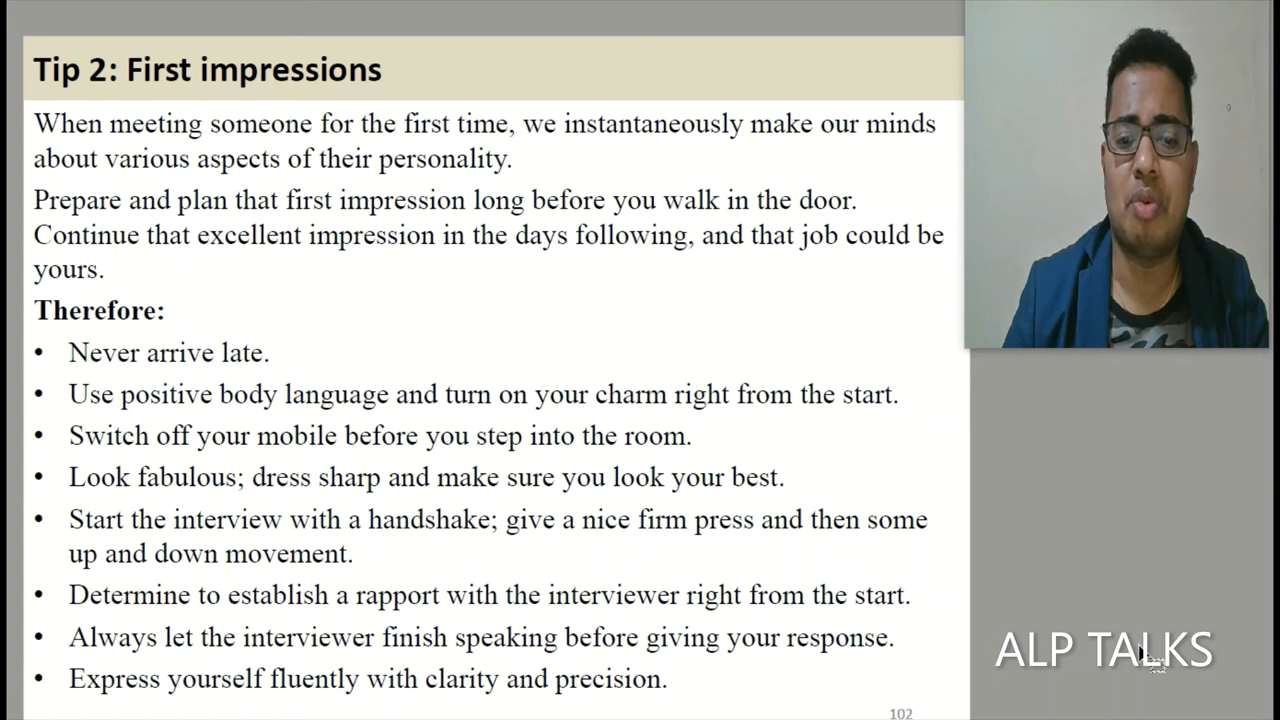 Tip 2: First impressions
When meeting someone for the first time, we instantaneously make our minds
about various aspects of their personality.
Prepare and plan that first impression long before you walk in the door.
Continue that excellent impression in the days following, and that job could be
yours.
Therefore:
• Never arrive late.
• Use positive body language and turn on your charm right from the start.
• Switch off your mobile before you step into the room.
• Look fabulous; dress sharp and make sure you look your best.
• Start the interview with a handshake; give a nice firm press and then some
up and down movement.
• Determine to establish a rapport with the interviewer right from the start.
• Always let the interviewer finish speaking before giving your response.
• Express yourself fluently with clarity and precision.
102
ALP TALKS